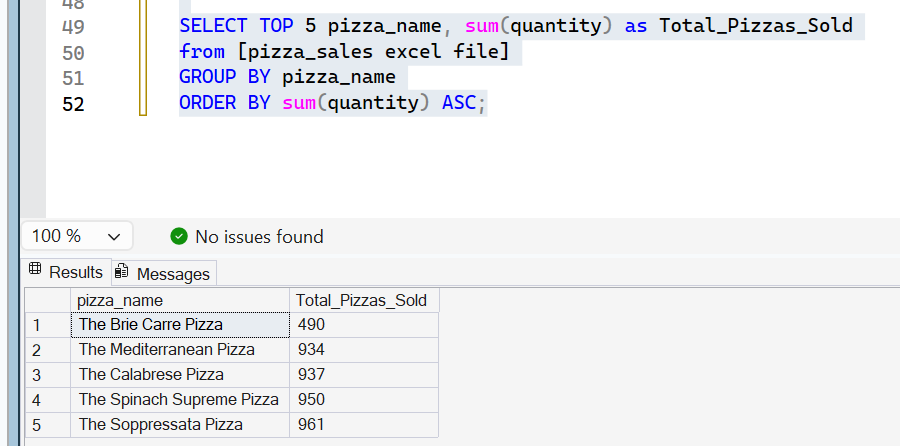 48
49 SELECT TOP 5 pizza_name, sum(quantity) as Total_Pizzas_Sold
50 from [pizza_sales excel file]
51 GROUP BY pizza_name
52 ORDER BY sum(quantity) ASC;
100 % No issues found
Results Messages
pizza_name Total_Pizzas_Sold
1 The Brie Carre Pizza 490
2 The Mediterranean Pizza 934
3 The Calabrese Pizza 937
4 The Spinach Supreme Pizza 950
5 The Soppressata Pizza 961